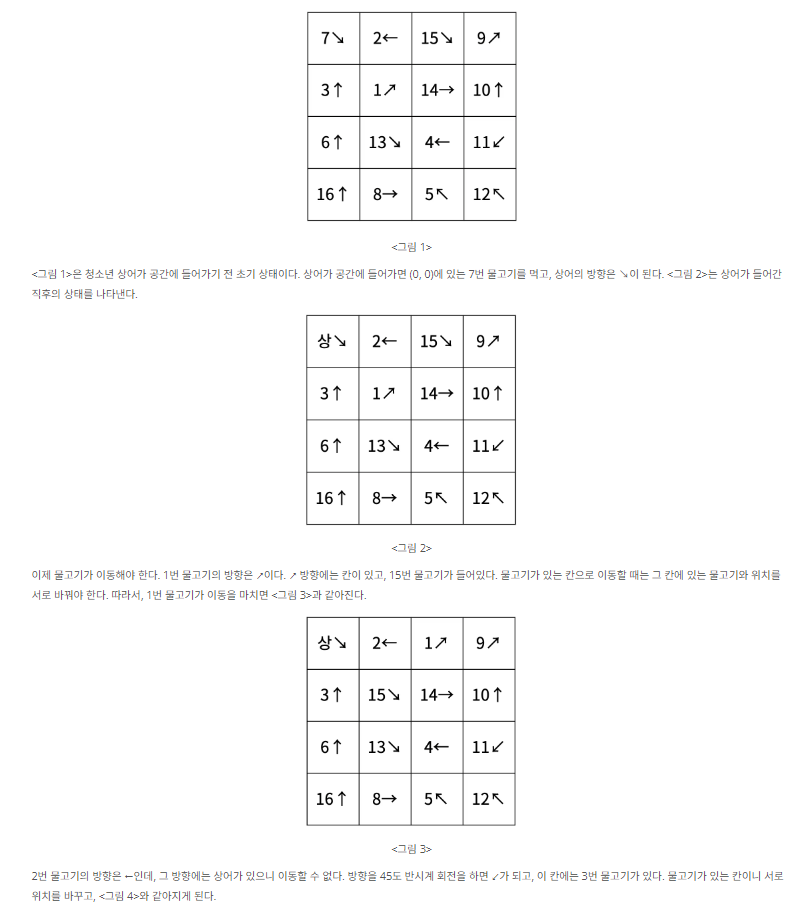 7↘ 2← 15↘ 9↗
3↑ 1↗ 14→ 10↑
6↑ 13↘ 4← 11↙
16↑ 8→ 5↖ 12↖
<그림 1>
<그림 1>은 청소년 상어가 공간에 들어가기 전 초기 상태이다. 상어가 공간에 들어가면 (0, 0)에 있는 7번 물고기를 먹고, 상어의 방향은 ↘이 된다. <그림 2>는 상어가 들어간
직후의 상태를 나타낸다.
상↘ 2← 15↘ 9↗
3↑ 1↗ 14→ 10↑
6↑ 13↘ 4← 11↙
16↑ 8→ 5↖ 12↖
<그림 2>
이제 물고기가 이동해야 한다. 1번 물고기의 방향은 ↗이다. ↗ 방향에는 칸이 있고, 15번 물고기가 들어있다. 물고기가 있는 칸으로 이동할 때는 그 칸에 있는 물고기와 위치를
서로 바꿔야 한다. 따라서, 1번 물고기가 이동을 마치면 <그림 3>과 같아진다.
상↘ 2← 1↗ 9↗
3↑ 15↘ 14→ 10↑
6↑ 13↘ 4← 11↙
16↑ 8→ 5↖ 12↖
<그림 3>
2번 물고기의 방향은 ←인데, 그 방향에는 상어가 있으니 이동할 수 없다. 방향을 45도 반시계 회전을 하면 ↙가 되고, 이 칸에는 3번 물고기가 있다. 물고기가 있는 칸이니 서로
위치를 바꾸고, <그림 4>와 같아지게 된다.